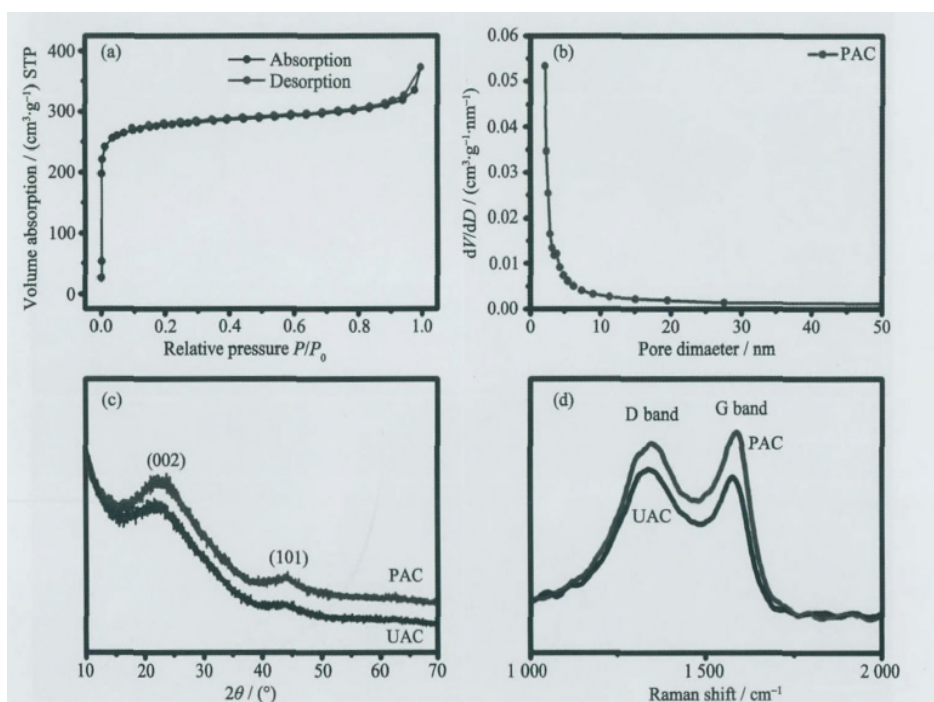 (a)
Absorption
Desorption
400
300
200
100
0
Volume absorption / (cm³·g⁻¹) STP
0.0 0.2 0.4 0.6 0.8 1.0
Relative pressure P/P₀
(b)
PAC
0.06
0.05
0.04
0.03
0.02
0.01
0.00
dV/dD / (cm³·g⁻¹·nm⁻¹)
0 10 20 30 40 50
Pore dimaeter / nm
(c)
(002)
(101)
PAC
UAC
10 20 30 40 50 60 70
2θ / (°)
(d)
D band
G band
PAC
UAC
1 000 1 500 2 000
Raman shift / cm⁻¹